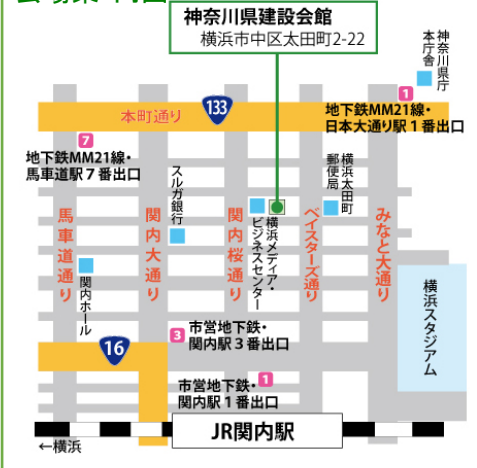 神奈川県建設会館
横浜市中区太田町2-22
神奈川県庁
本庁舎
1
133
本町通り
地下鉄MM21線・
日本大通り駅1番出口
7
地下鉄MM21線・
馬車道駅7番出口
スルガ銀行
横浜太田町
郵便局
馬車道通り
関内大通り
関内桜通り
横浜メディア・
ビジネスセンター
ベイスターズ通り
みなと大通り
関内ホール
横浜スタジアム
16
3
市営地下鉄・
関内駅3番出口
市営地下鉄・
1
関内駅1番出口
JR関内駅
←横浜